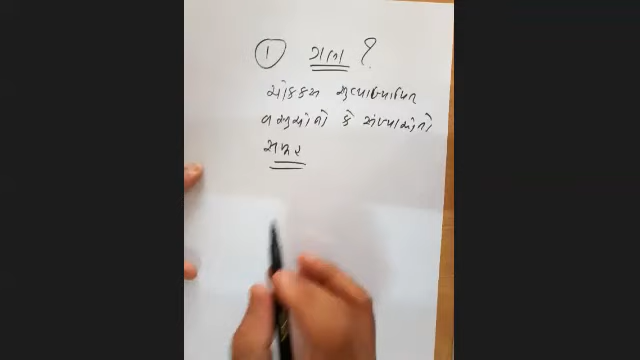 ① ગણ ?
ચોક્કસ સુવ્યાખ્યાયિત
વસ્તુઓનો કે સંખ્યાઓનો
સમૂહ